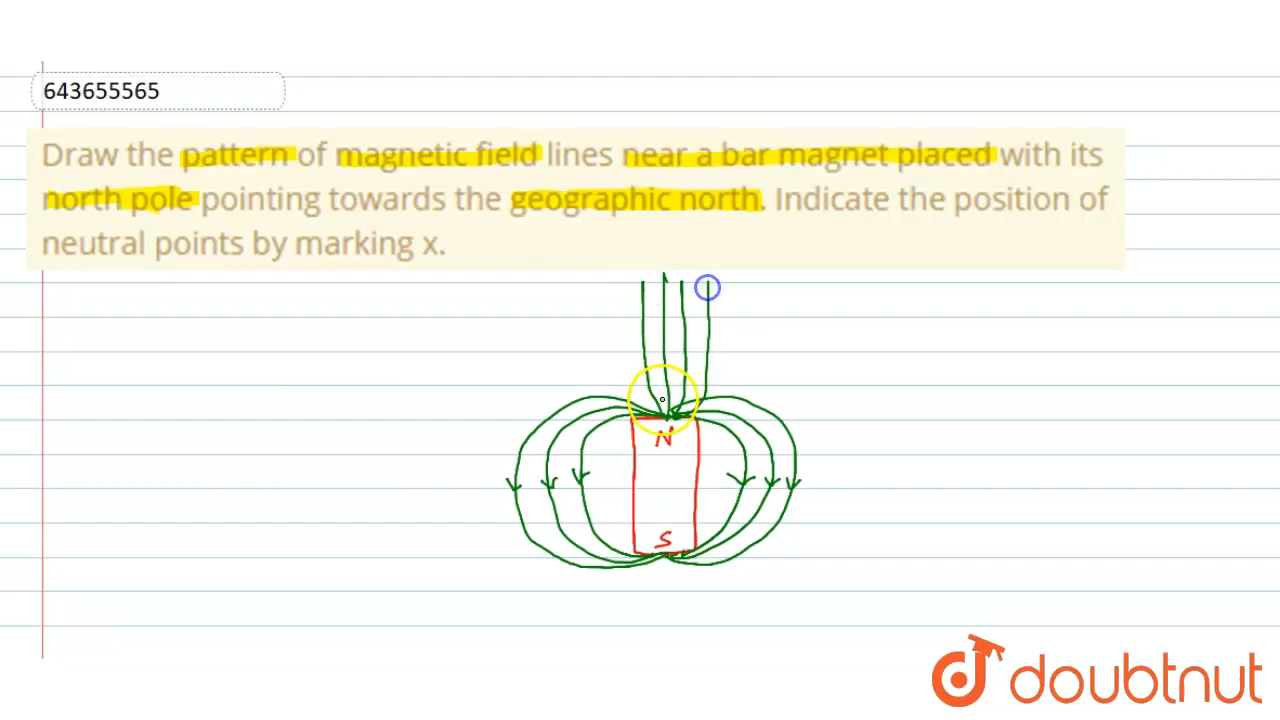 643655565
Draw the pattern of magnetic field lines near a bar magnet placed with its
north pole pointing towards the geographic north. Indicate the position of
neutral points by marking x.
N
S
doubtnut